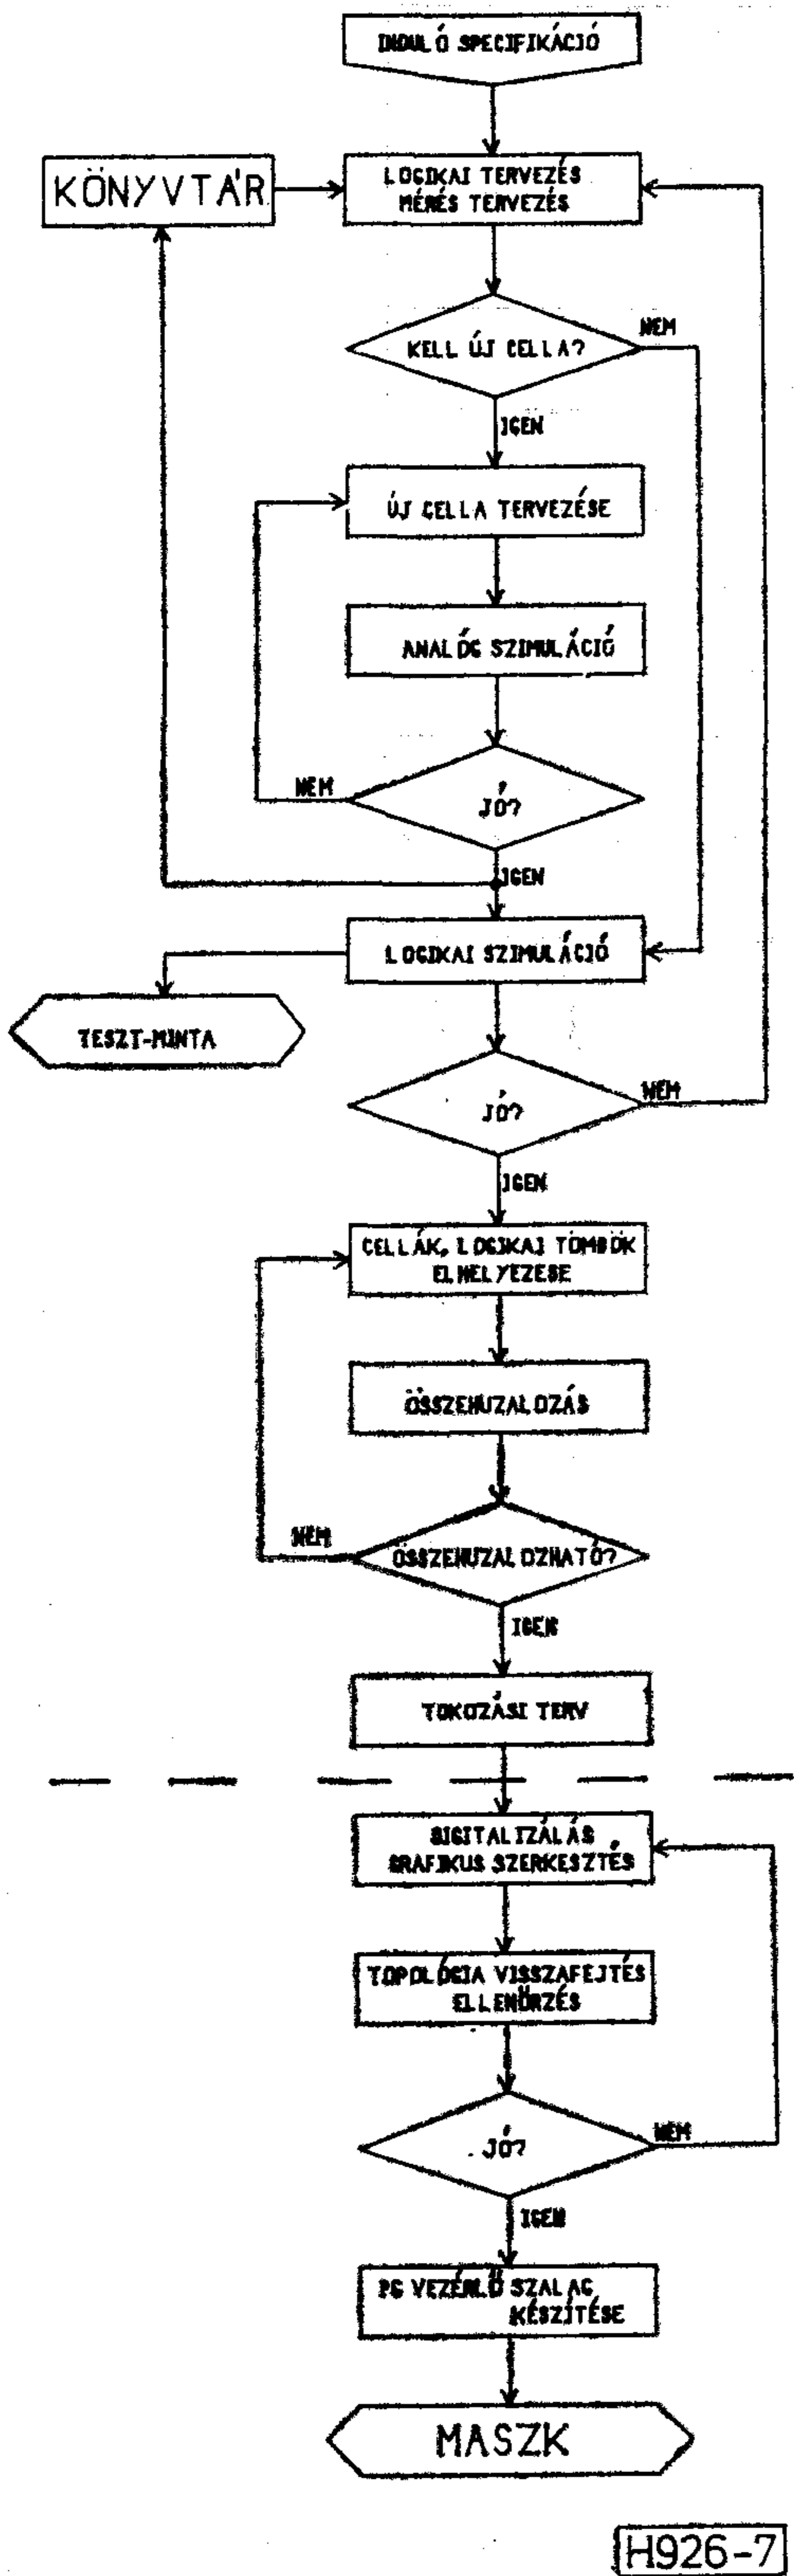 INDULÓ SPECIFIKÁCIÓ
KÖNYVTÁR
LOGIKAI TERVEZÉS
MÉRÉS TERVEZÉS
KELL ÚJ CELLA?
NEM
IGEN
ÚJ CELLA TERVEZÉSE
ANALÓG SZIMULÁCIÓ
NEM
JÓ?
IGEN
LOGIKAI SZIMULÁCIÓ
TESZT-MINTA
JÓ?
NEM
IGEN
CELLÁK, LOGIKAI TÖMBÖK
ELHELYEZÉSE
ÖSSZEHUZALOZÁS
NEM
ÖSSZEHUZALOZHATÓ?
IGEN
TOKOZÁSI TERV
DIGITALIZÁLÁS
GRAFIKUS SZERKESZTÉS
TOPOLÓGIA VISSZAFEJTÉS
ELLENŐRZÉS
JÓ?
NEM
IGEN
PG VEZÉRLŐ SZALAG
KÉSZÍTÉSE
MASZK
H926-7